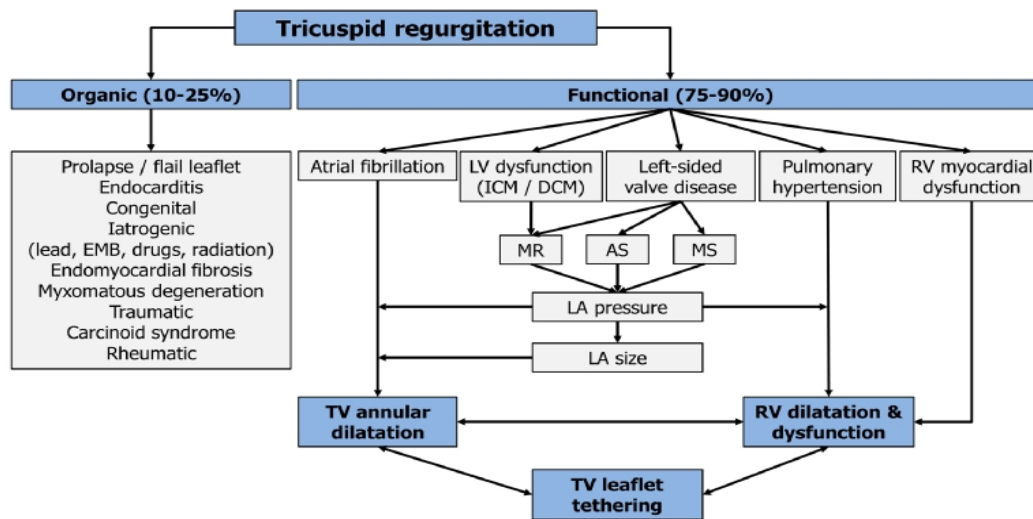 Tricuspid regurgitation
Organic (10-25%)
Functional (75-90%)
Prolapse / flail leaflet
Endocarditis
Congenital
Iatrogenic
(lead, EMB, drugs, radiation)
Endomyocardial fibrosis
Myxomatous degeneration
Traumatic
Carcinoid syndrome
Rheumatic
Atrial fibrillation
LV dysfunction
(ICM / DCM)
Left-sided
valve disease
Pulmonary
hypertension
RV myocardial
dysfunction
MR
AS
MS
LA pressure
LA size
TV annular
dilatation
RV dilatation &
dysfunction
TV leaflet
tethering